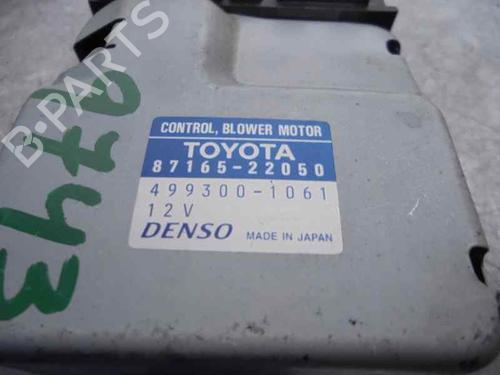 CONTROL, BLOWER MOTOR
TOYOTA
87165-22050
499300-1061
12V
DENSO MADE IN JAPAN
B-PARTS